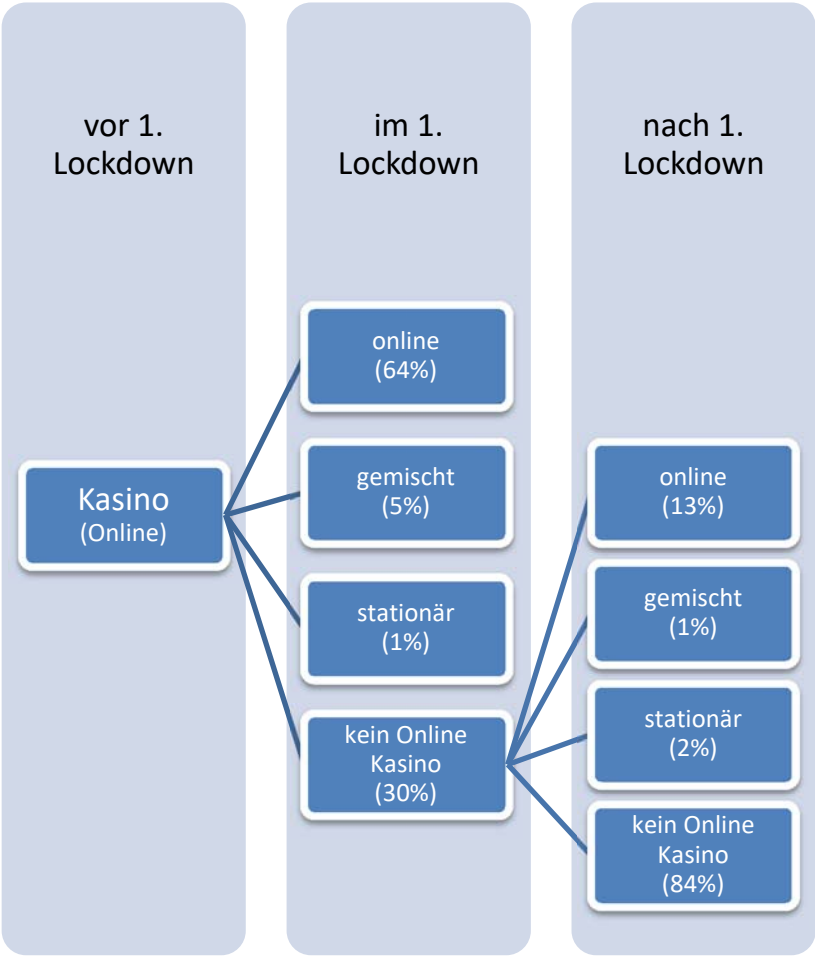 vor 1.
Lockdown
im 1.
Lockdown
nach 1.
Lockdown
Kasino
(Online)
online
(64%)
gemischt
(5%)
stationär
(1%)
kein Online
Kasino
(30%)
online
(13%)
gemischt
(1%)
stationär
(2%)
kein Online
Kasino
(84%)